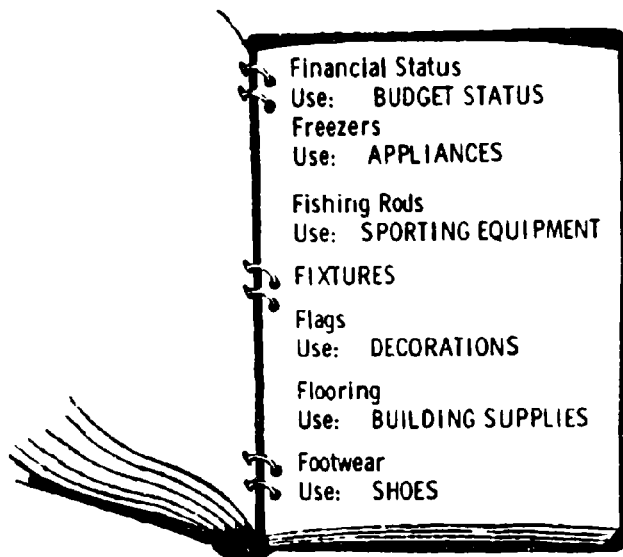 Financial Status
Use: BUDGET STATUS
Freezers
Use: APPLIANCES
Fishing Rods
Use: SPORTING EQUIPMENT
FIXTURES
Flags
Use: DECORATIONS
Flooring
Use: BUILDING SUPPLIES
Footwear
Use: SHOES